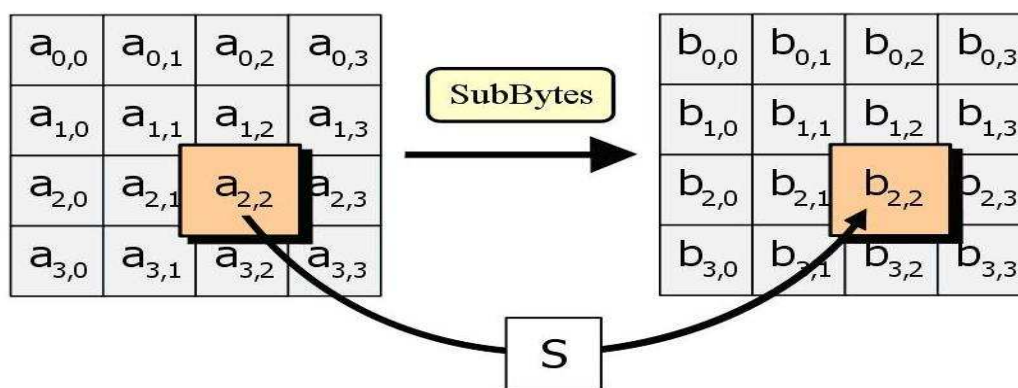 a0,0 a0,1 a0,2 a0,3 b0,0 b0,1 b0,2 b0,3
SubBytes
a1,0 a1,1 a1,2 a1,3 b1,0 b1,1 b1,2 b1,3
a2,0 a2,1 a2,2 a2,3 b2,0 b2,1 b2,2 b2,3
a3,0 a3,1 a3,2 a3,3 b3,0 b3,1 b3,2 b3,3
S